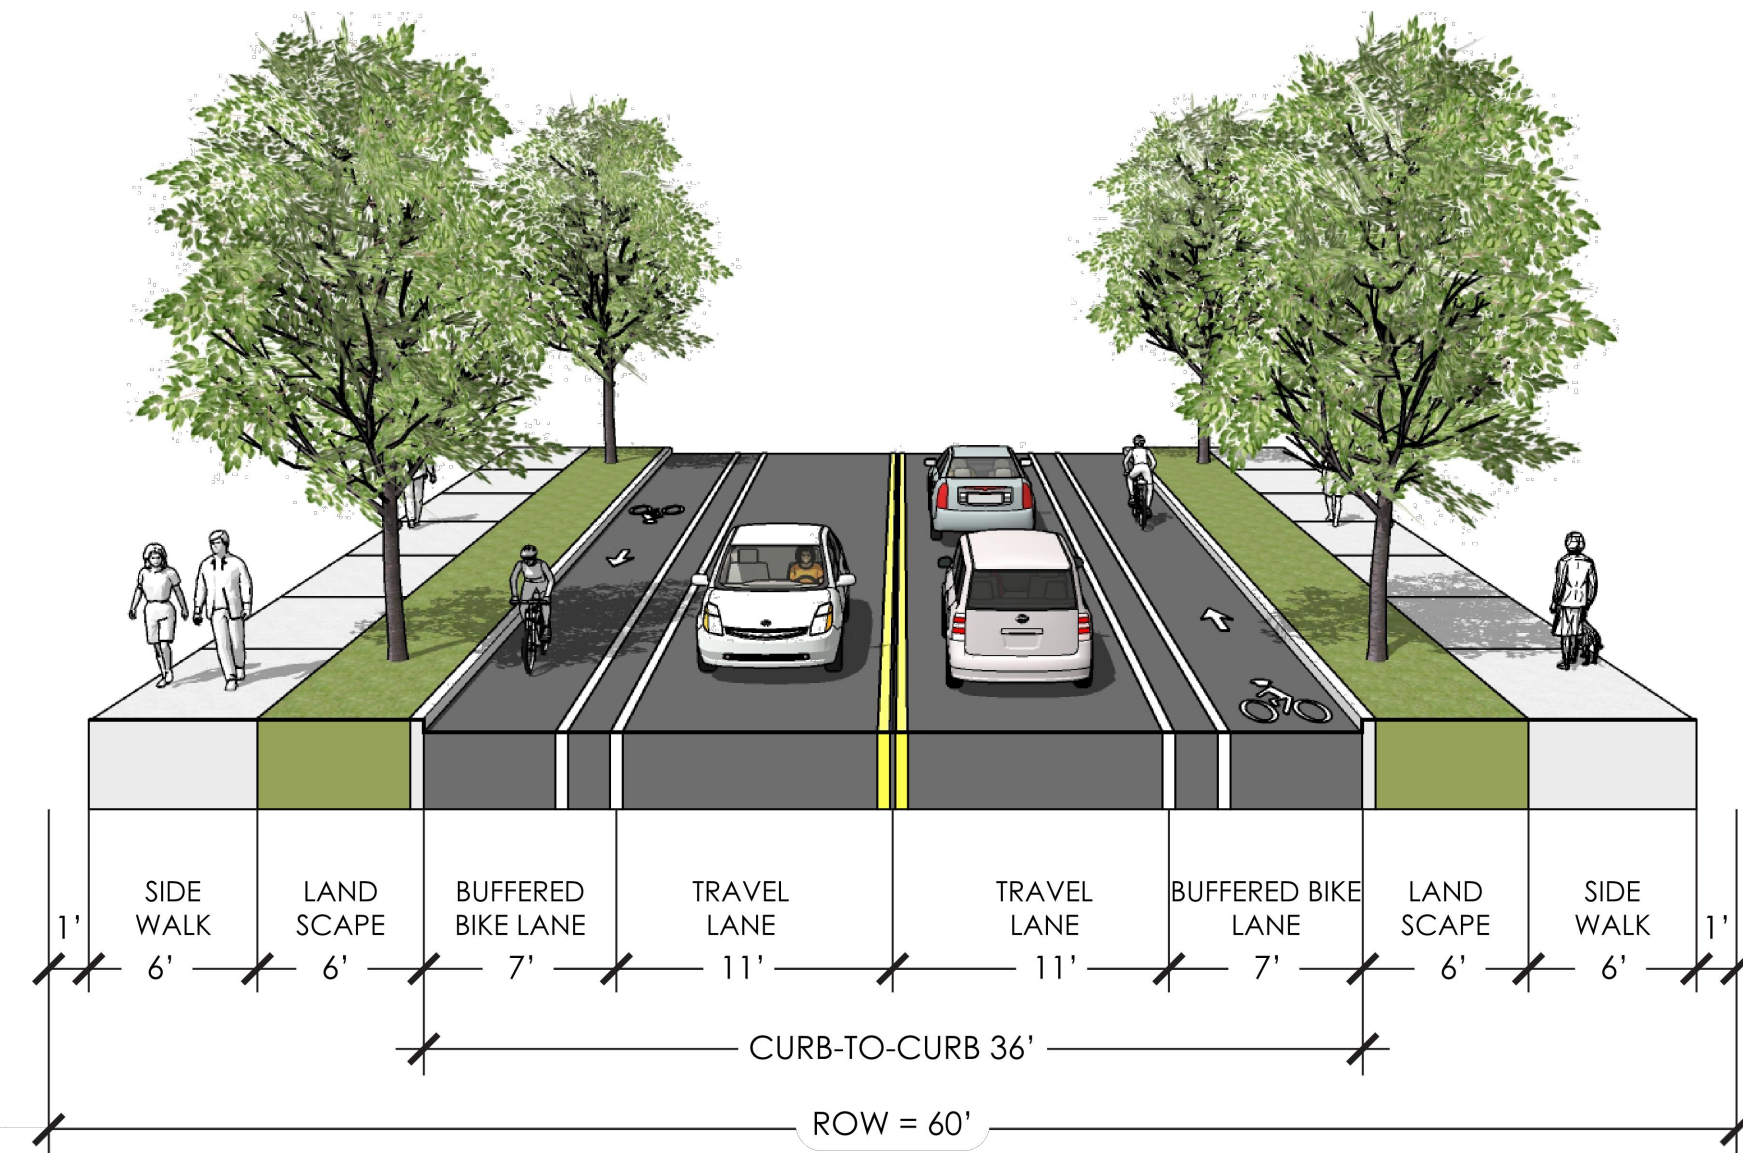 SIDE
WALK
LAND
SCAPE
BUFFERED
BIKE LANE
TRAVEL
LANE
TRAVEL
LANE
BUFFERED BIKE
LANE
LAND
SCAPE
SIDE
WALK
1’ 6’ 6’ 7’ 11’ 11’ 7’ 6’ 6’ 1’
CURB-TO-CURB 36’
ROW = 60’